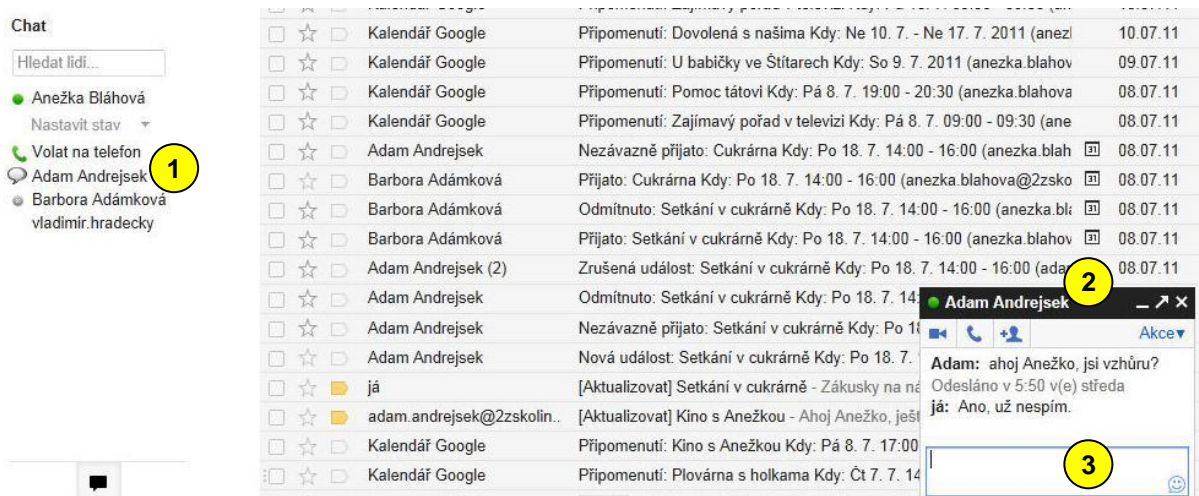 Chat
Hledat lidi...
Anežka Bláhová
Nastavit stav
Volat na telefon
Adam Andrejsek
1
Barbora Adámková
vladimir.hradecky
Kalendář Google Připomenutí: Dovolená s našima Kdy: Ne 10. 7. - Ne 17. 7. 2011 (anezl 10.07.11
Kalendář Google Připomenutí: U babičky ve Štítarech Kdy: So 9. 7. 2011 (anezka.blahov 09.07.11
Kalendář Google Připomenutí: Pomoc tátovi Kdy: Pá 8. 7. 19:00 - 20:30 (anezka.blahova 08.07.11
Kalendář Google Připomenutí: Zajímavý pořad v televizi Kdy: Pá 8. 7. 09:00 - 09:30 (ane 08.07.11
Adam Andrejsek Nezávazně přijato: Cukrárna Kdy: Po 18. 7. 14:00 - 16:00 (anezka.blah 31 08.07.11
Barbora Adámková Přijato: Cukrárna Kdy: Po 18. 7. 14:00 - 16:00 (anezka.blahova@2zsko 31 08.07.11
Barbora Adámková Odmítnuto: Setkání v cukrárně Kdy: Po 18. 7. 14:00 - 16:00 (anezka.bla 31 08.07.11
Barbora Adámková Přijato: Setkání v cukrárně Kdy: Po 18. 7. 14:00 - 16:00 (anezka.blahov 31 08.07.11
Adam Andrejsek (2) Zrušená událost: Setkání v cukrárně Kdy: Po 18. 7. 14:00 - 16:00 (adar 08.07.11
Adam Andrejsek Odmítnuto: Setkání v cukrárně Kdy: Po 18. 7. 14:
Adam Andrejsek Nezávazně přijato: Setkání v cukrárně Kdy: Po 18
Adam Andrejsek Nová událost: Setkání v cukrárně Kdy: Po 18. 7.
já [Aktualizovat] Setkání v cukrárně - Zákusky na ná
adam.andrejsek@2zskolin.. [Aktualizovat] Kino s Anežkou - Ahoj Anežko, ješt
Kalendář Google Připomenutí: Kino s Anežkou Kdy: Pá 8. 7. 17:00
Kalendář Google Připomenutí: Plovárna s holkama Kdy: Čt 7. 7. 14
2
Adam Andrejsek
Akce
Adam: ahoj Anežko, jsi vzhůru?
Odesláno v 5:50 v(e) středa
já: Ano, už nespím.
3